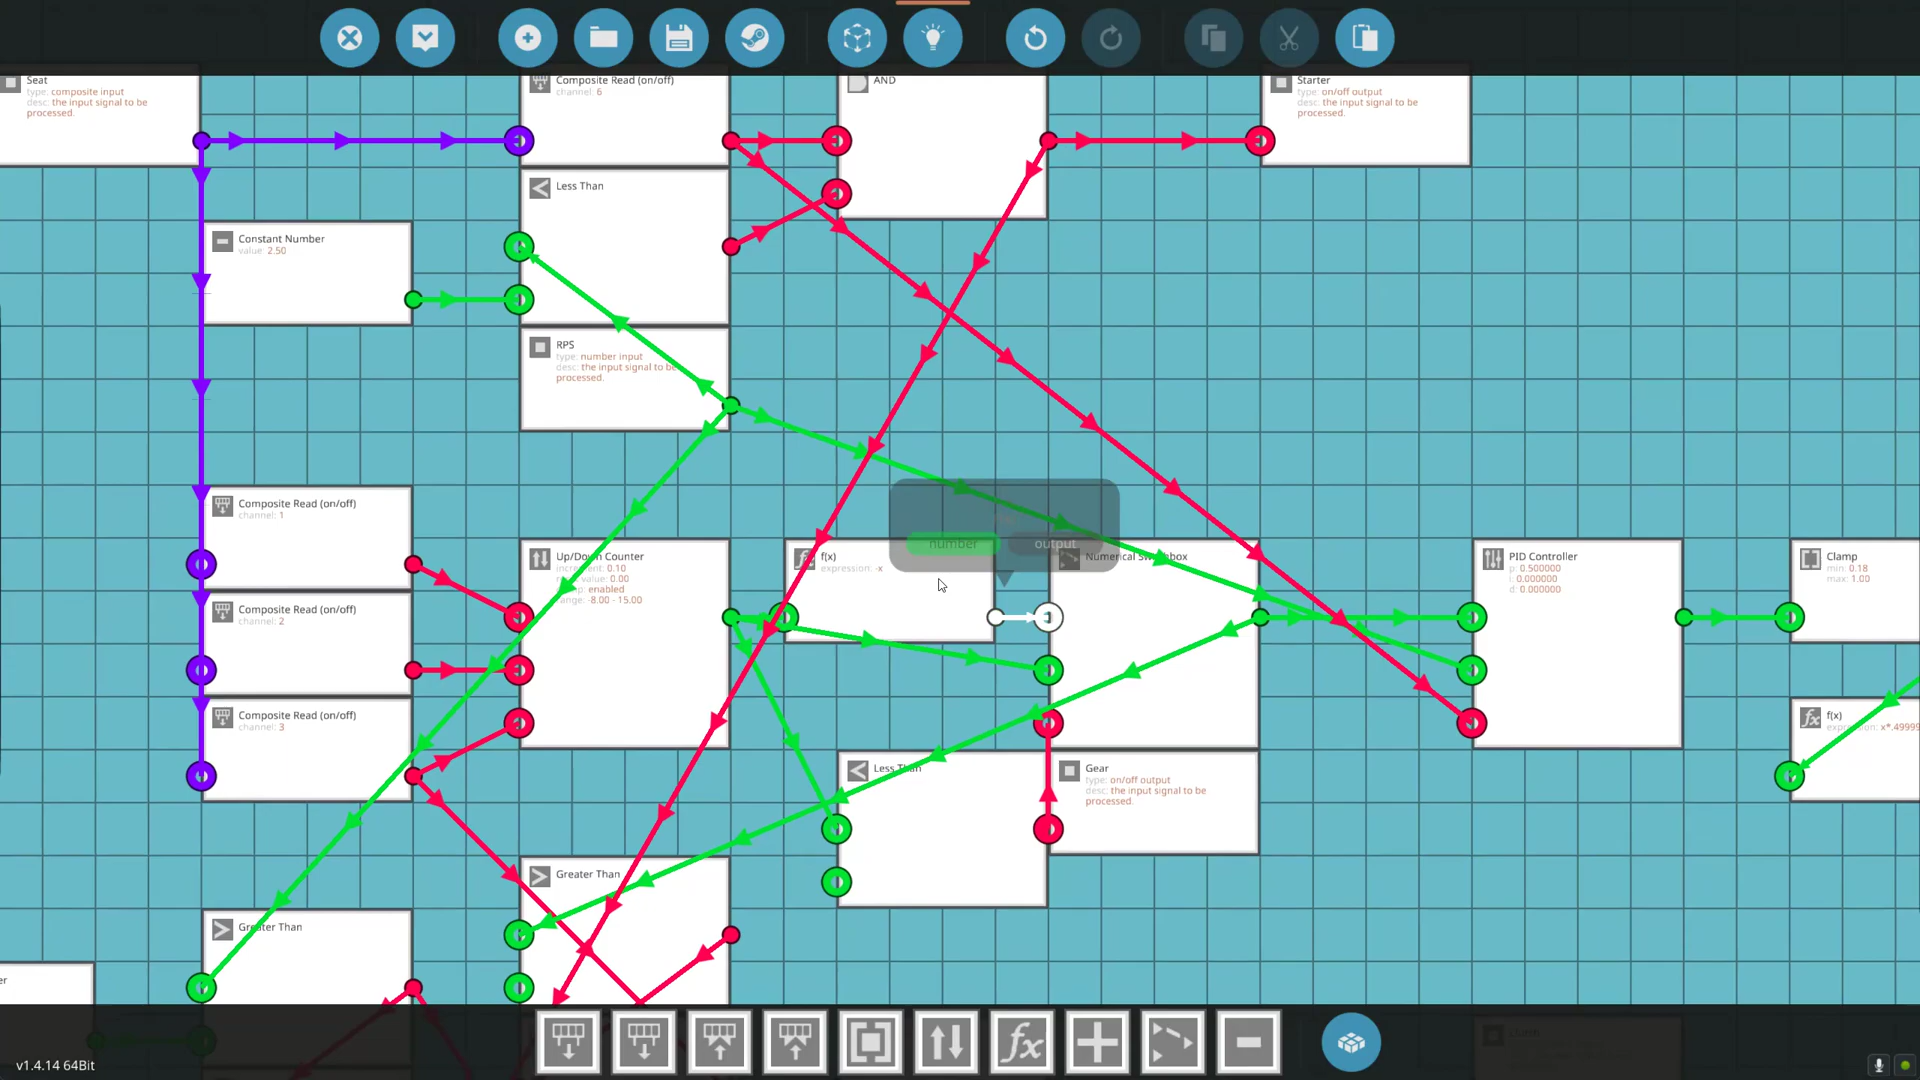 Seat
type: composite input
desc: the input signal to be
processed.
Composite Read (on/off)
channel: 6
AND
Starter
type: on/off output
desc: the input signal to be
processed.
Less Than
Constant Number
value: 2.50
RPS
type: number input
desc: the input signal to be
processed.
Composite Read (on/off)
channel: 1
number
output
Up/Down Counter
increment: 0.10
value: 0.00
enabled
range: -8.00 - 15.00
f(x)
expression: -x
Numerical
PID Controller
p: 0.500000
i: 0.000000
d: 0.000000
Clamp
min: 0.18
max: 1.00
Composite Read (on/off)
channel: 2
Composite Read (on/off)
channel: 3
f(x)
x*.49999
Less Than
Gear
type: on/off output
desc: the input signal to be
processed.
Greater Than
Greater Than
v1.4.14 64Bit